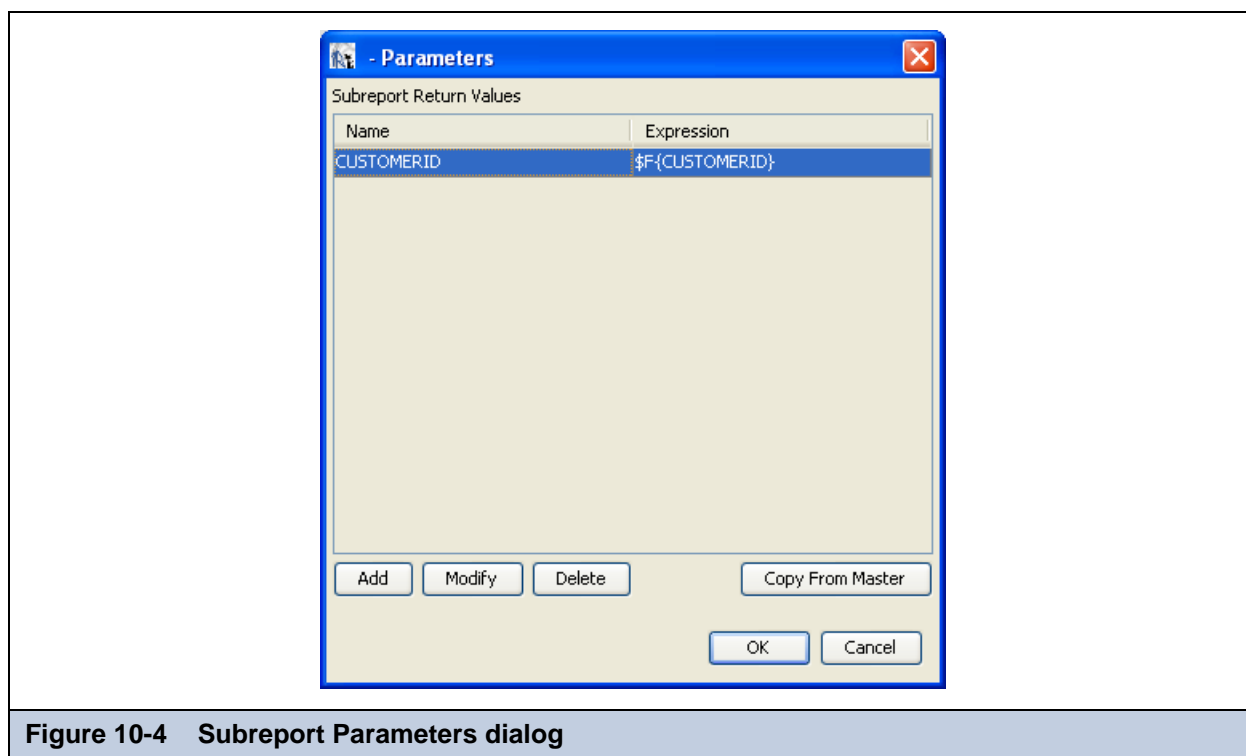 - Parameters
Subreport Return Values
Name Expression
CUSTOMERID $F{CUSTOMERID}
Add Modify Delete Copy From Master
OK Cancel
Figure 10-4 Subreport Parameters dialog